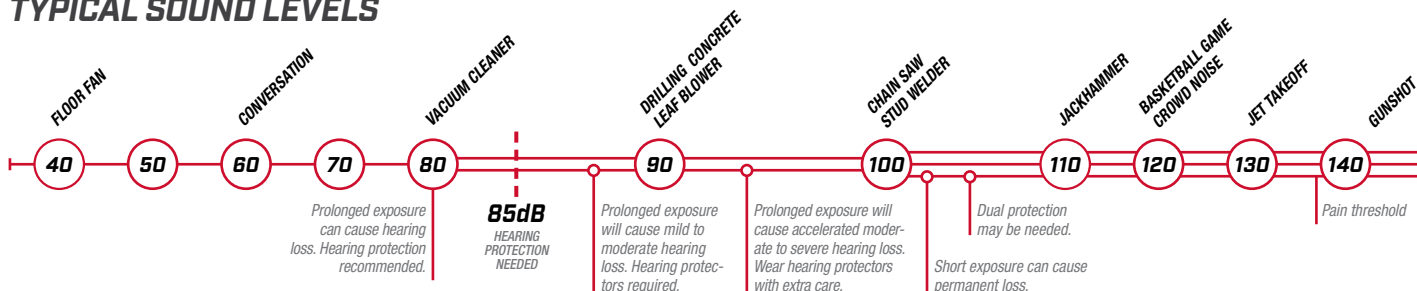 TYPICAL SOUND LEVELS
FLOOR FAN
CONVERSATION
VACUUM CLEANER
DRILLING CONCRETE
LEAF BLOWER
CHAIN SAW
STUD WELDER
JACKHAMMER
BASKETBALL GAME
CROWD NOISE
JET TAKEOFF
GUNSHOT
40
50
60
70
80
90
100
110
120
130
140
Prolonged exposure
can cause hearing
loss. Hearing protection
recommended.
85dB
HEARING
PROTECTION
NEEDED
Prolonged exposure
will cause mild to
moderate hearing
loss. Hearing protec-
tors required.
Prolonged exposure will
cause accelerated moder-
ate to severe hearing loss.
Wear hearing protectors
with extra care.
Dual protection
may be needed.
Short exposure can cause
permanent loss.
Pain threshold